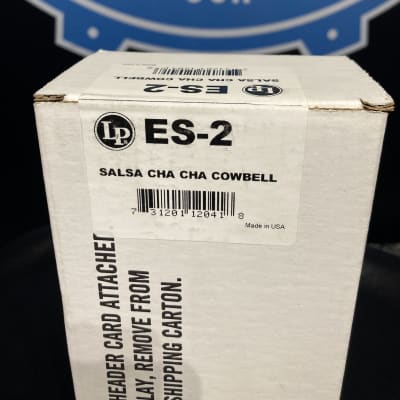 SALSA CHA CHA COWBELL
ES-2
LP ES-2
SALSA CHA CHA COWBELL
7 31201 12041 8
Made in USA
HEADER CARD ATTACHED
LAY, REMOVE FROM
SHIPPING CARTON.